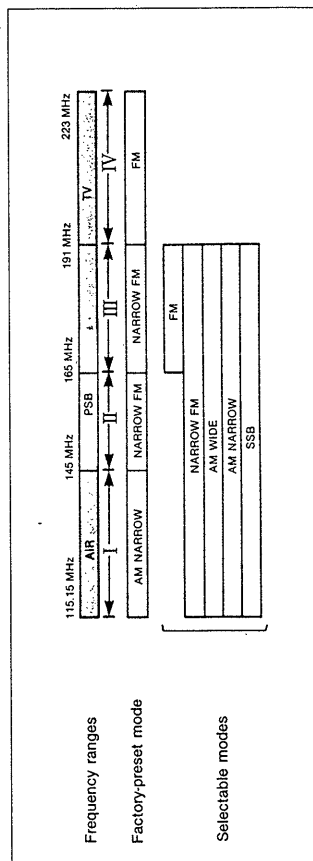 115.15 MHz 145 MHz 165 MHz 191 MHz 223 MHz
Frequency ranges AIR PSB TV
I II III IV
Factory-preset mode AM NARROW NARROW FM NARROW FM FM
Selectable modes
FM
NARROW FM
AM WIDE
AM NARROW
SSB